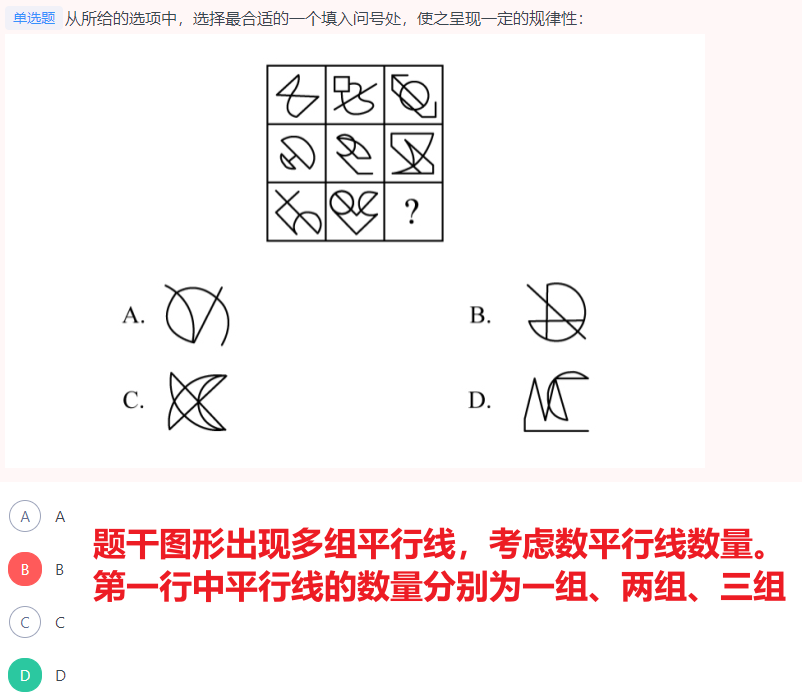 单选题 从所给的选项中，选择最合适的一个填入问号处，使之呈现一定的规律性：
?
A. B.
C. D.
A A
B B
题干图形出现多组平行线，考虑数平行线数量。
第一行中平行线的数量分别为一组、两组、三组
C C
D D